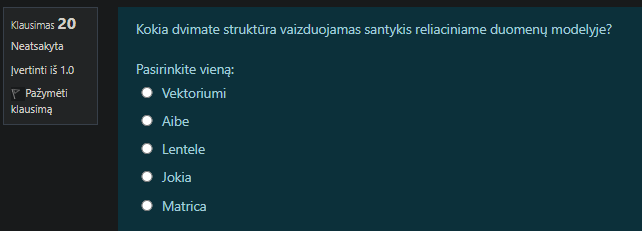 Klausimas 20
Neatsakyta
Įvertinti iš 1.0
Pažymėti
klausimą
Kokia dvimate struktūra vaizduojamas santykis reliaciniame duomenų modelyje?
Pasirinkite vieną:
Vektoriumi
Aibe
Lentele
Jokia
Matrica